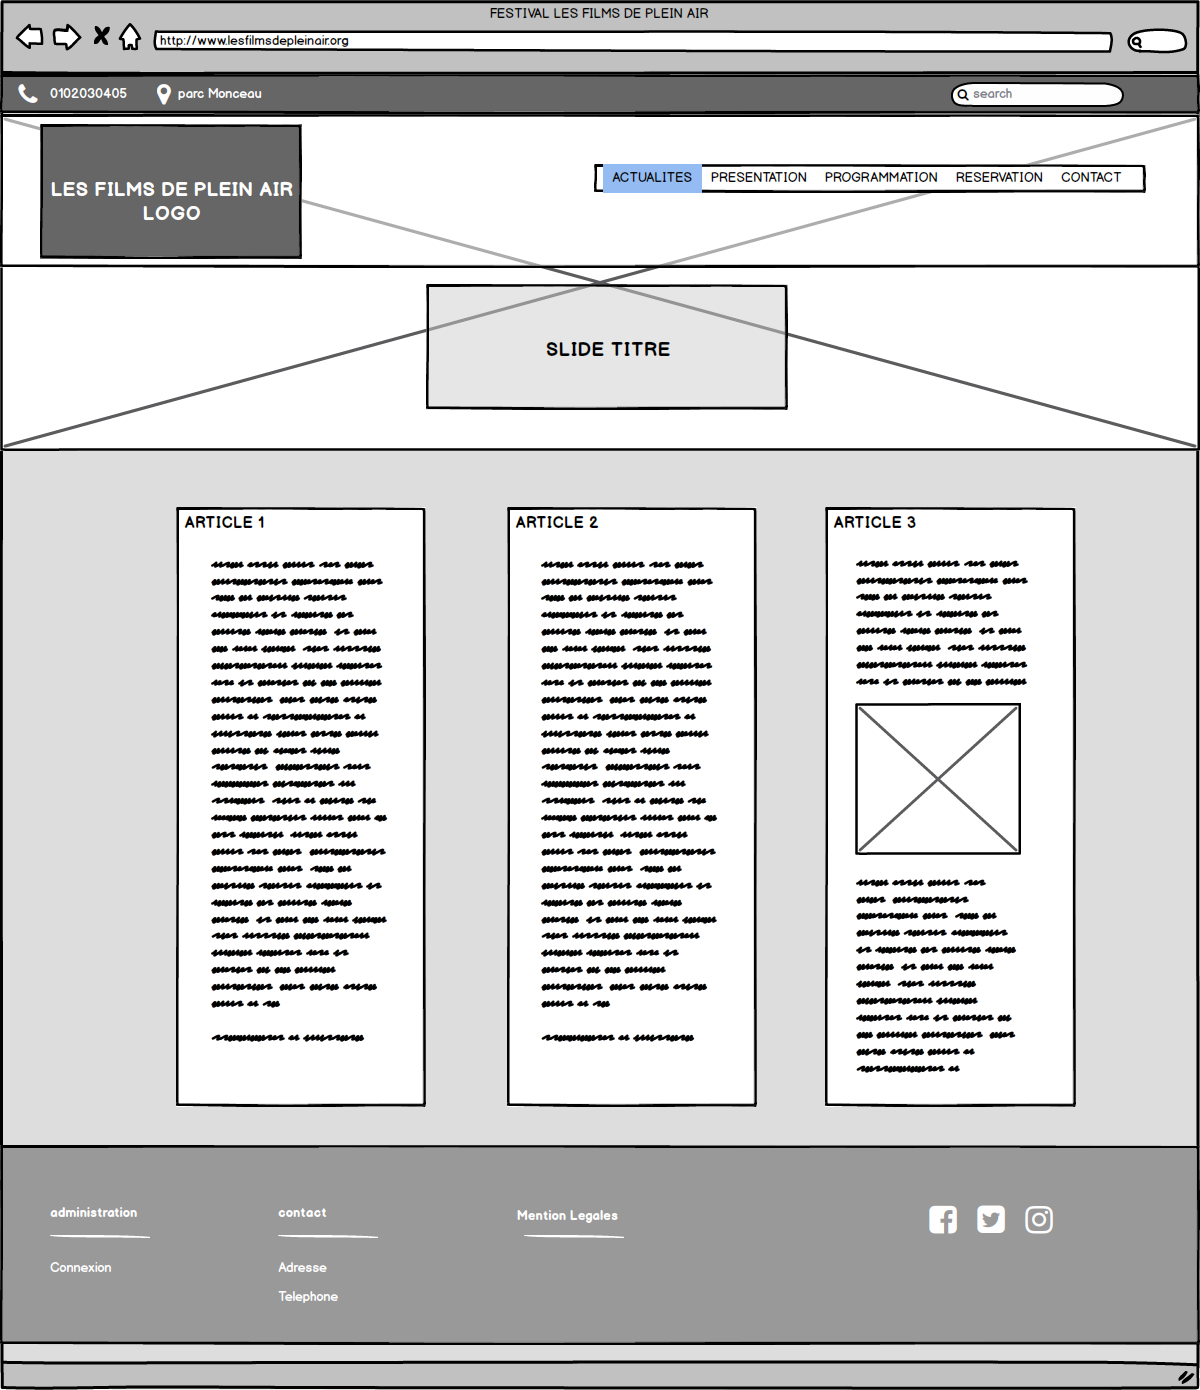 FESTIVAL LES FILMS DE PLEIN AIR
http://www.lesfilmsdepleinair.org
0102030405 parc Monceau search
LES FILMS DE PLEIN AIR
LOGO
ACTUALITES PRESENTATION PROGRAMMATION RESERVATION CONTACT
SLIDE TITRE
ARTICLE 1
ARTICLE 2
ARTICLE 3
administration
Connexion
contact
Adresse
Telephone
Mention Legales